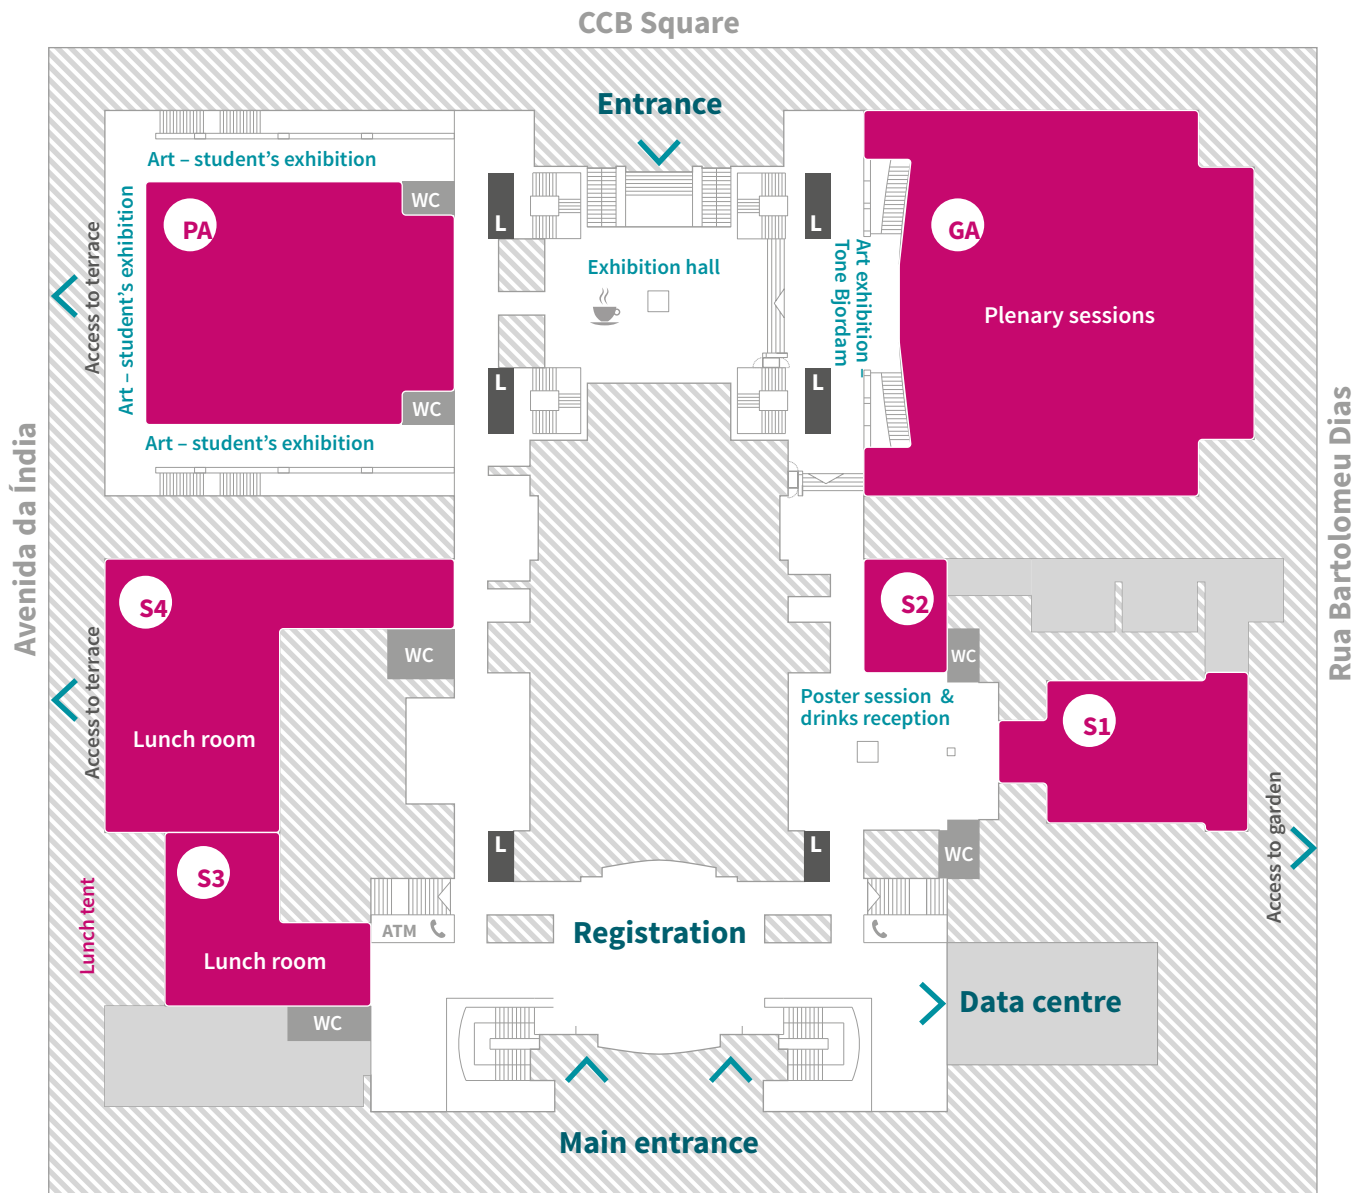 CCB Square
Entrance
Art – student’s exhibition
WC
PA
Art – student’s exhibition
Access to terrace
L
L
GA
Exhibition hall
Art exhibition –
Tone Bjordam
Plenary sessions
L
L
WC
Art – student’s exhibition
Avenida da Índia
Rua Bartolomeu Dias
S4
S2
WC
WC
Access to terrace
Poster session &
drinks reception
S1
Lunch room
L
L
WC
Access to garden
S3
Lunch tent
ATM
Registration
Lunch room
Data centre
WC
Main entrance